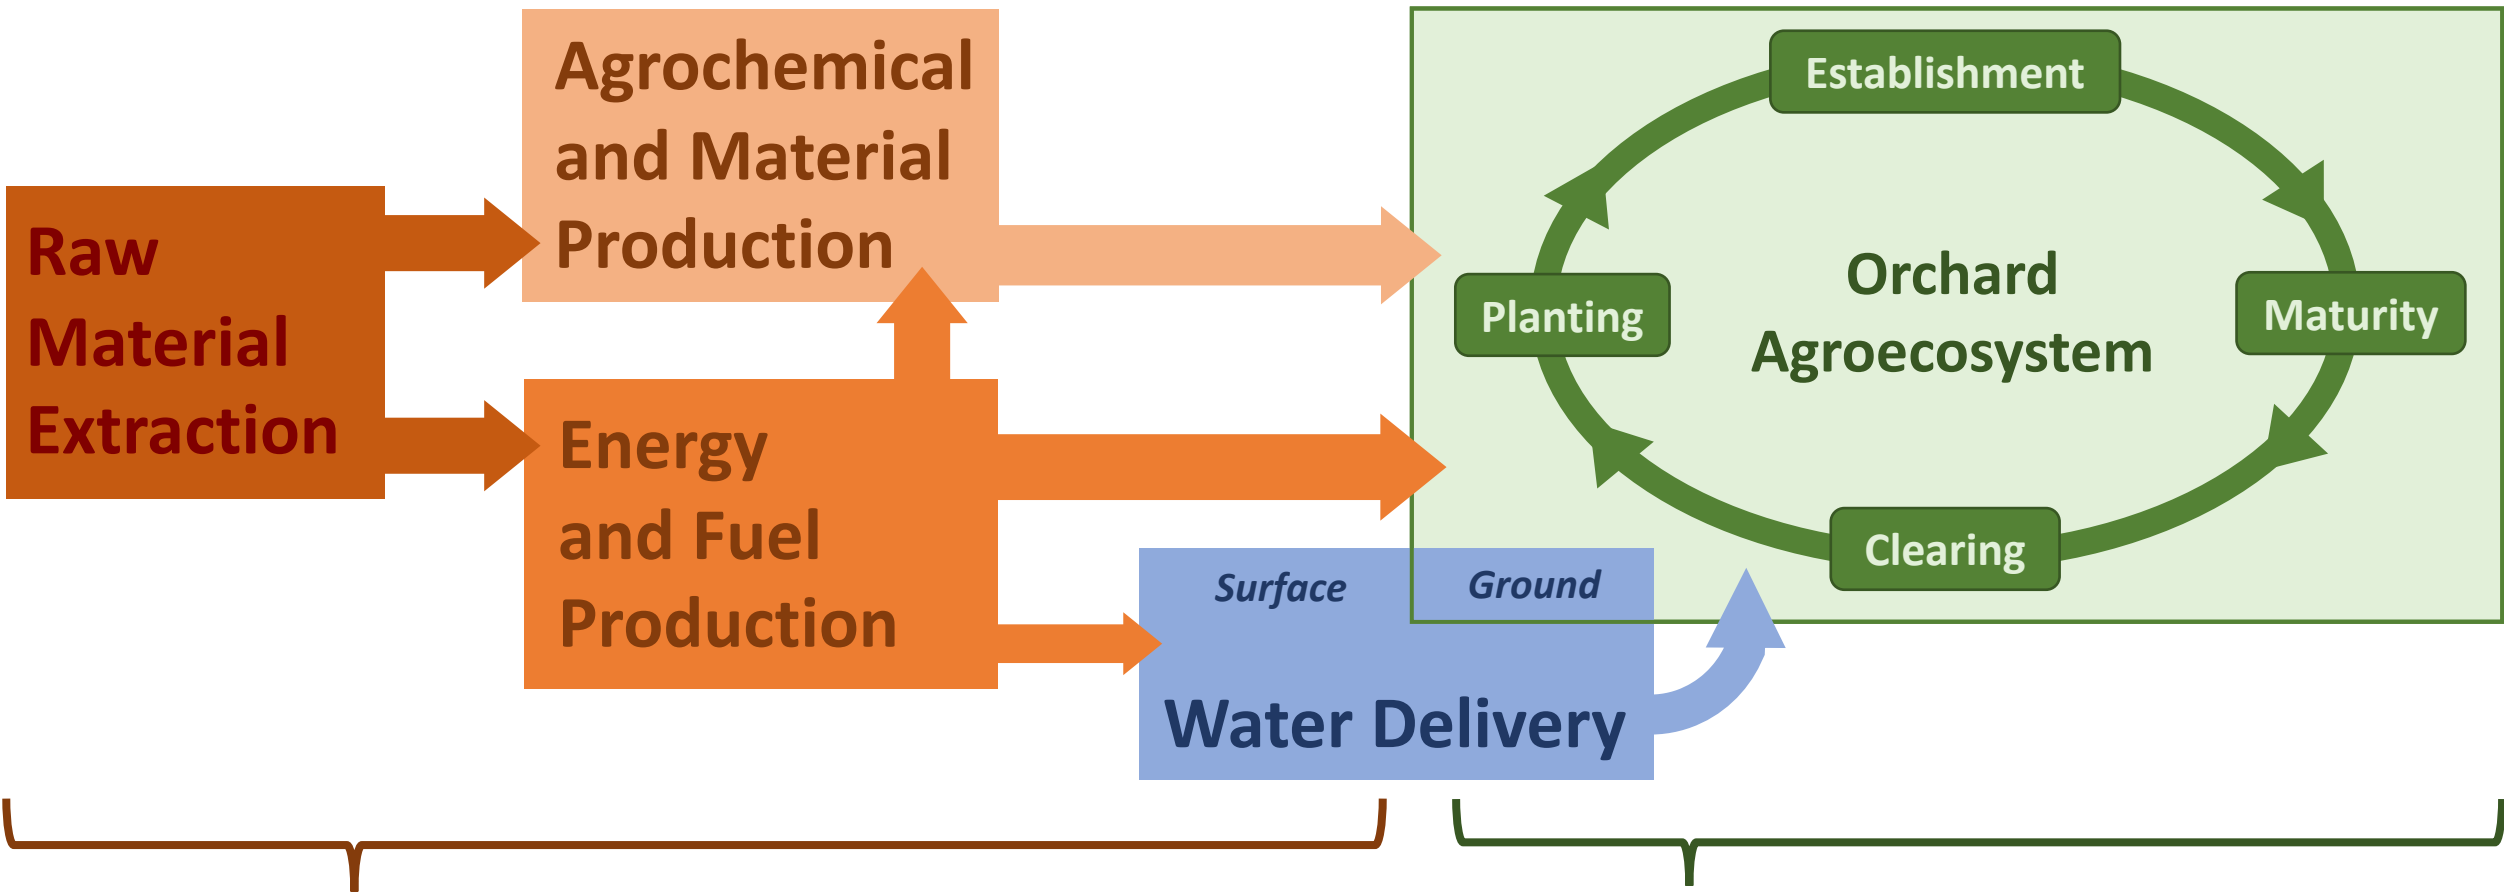 Raw
Material
Extraction
Agrochemical
and Material
Production
Energy
and Fuel
Production
Surface
Ground
Water Delivery
Establishment
Planting
Orchard
Agroecosystem
Maturity
Clearing